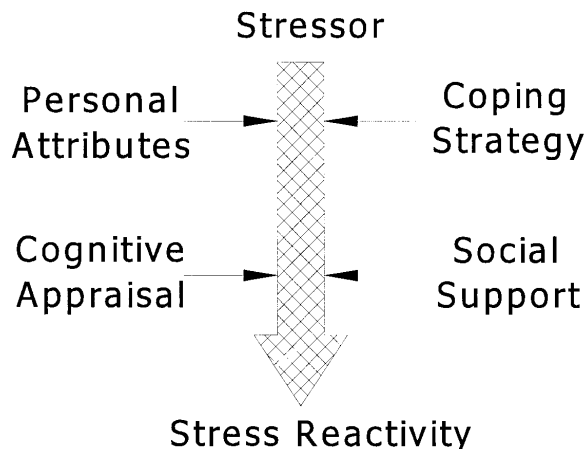 Stressor
Personal
Attributes
Coping
Strategy
Cognitive
Appraisal
Social
Support
Stress Reactivity